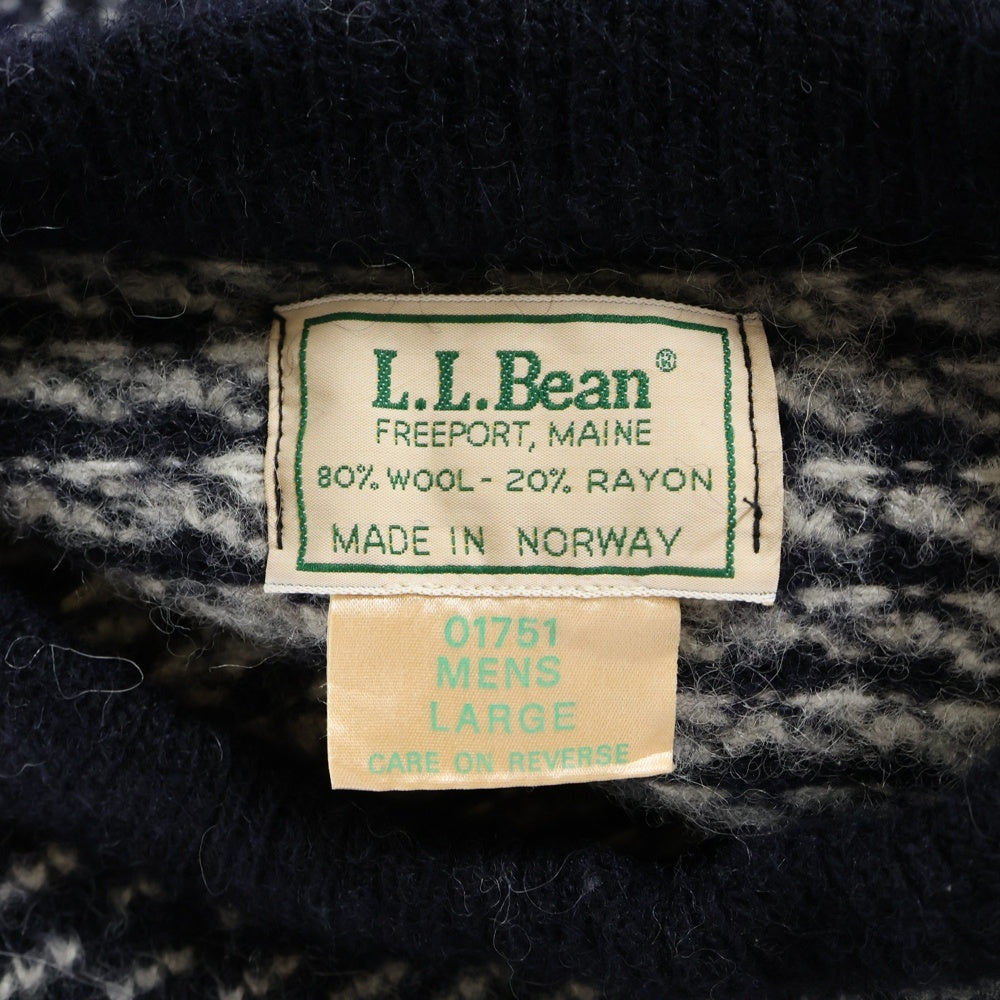 L.L.Bean®
FREEPORT, MAINE
80% WOOL - 20% RAYON
MADE IN NORWAY
01751
MENS
LARGE
CARE ON REVERSE